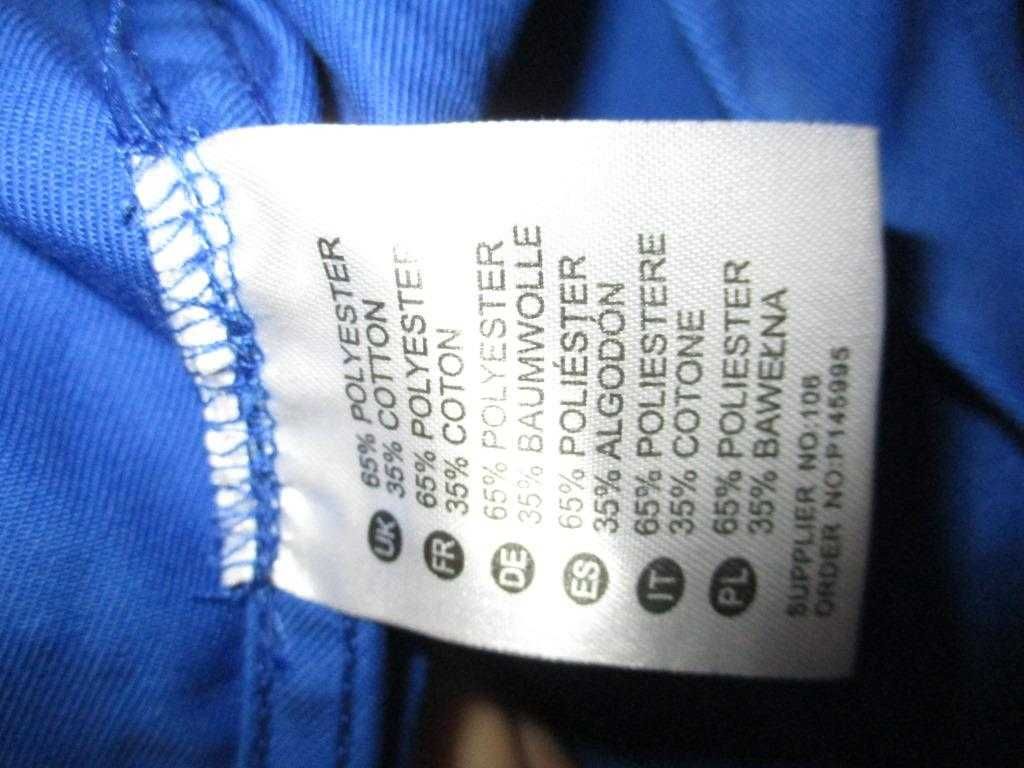 UK 65% POLYESTER
35% COTTON
FR 65% POLYESTER
35% COTON
DE 65% POLYESTER
35% BAUMWOLLE
ES 65% POLIÉSTER
35% ALGODÓN
IT 65% POLIESTERE
35% COTONE
PL 65% POLIESTER
35% BAWEŁNA
SUPPLIER NO:106
ORDER NO:P145995